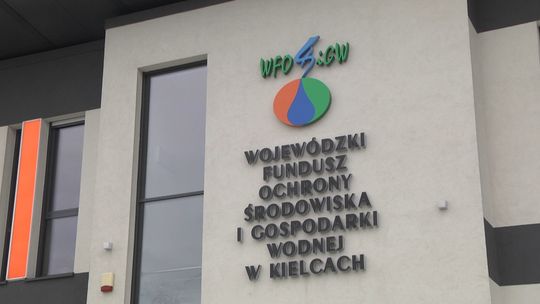 WFOŚiGW
WOJEWÓDZKI
FUNDUSZ
OCHRONY
ŚRODOWISKA
I GOSPODARKI
WODNEJ
W KIELCACH